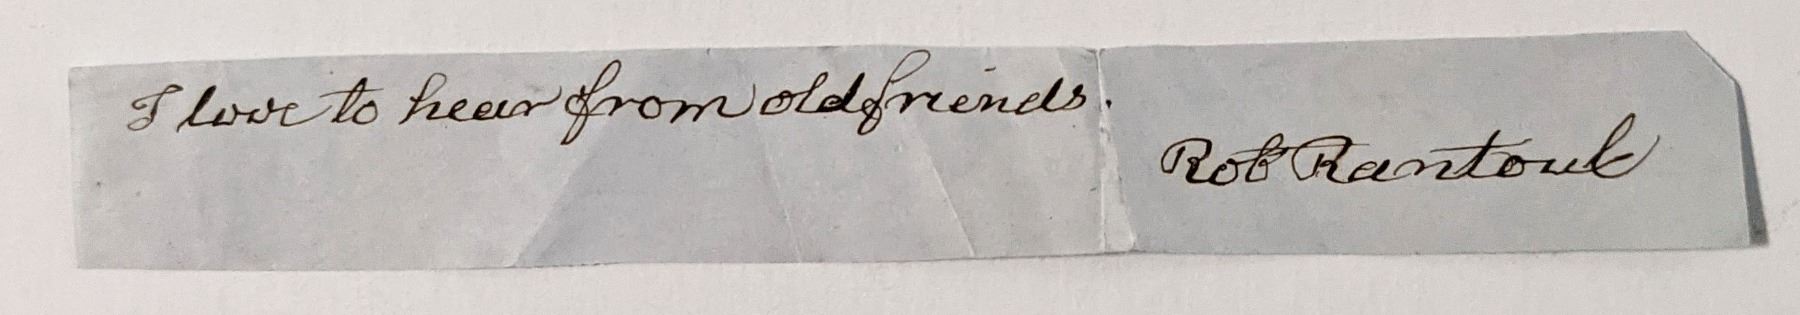 I love to hear from old friends.
Rob Rantoul